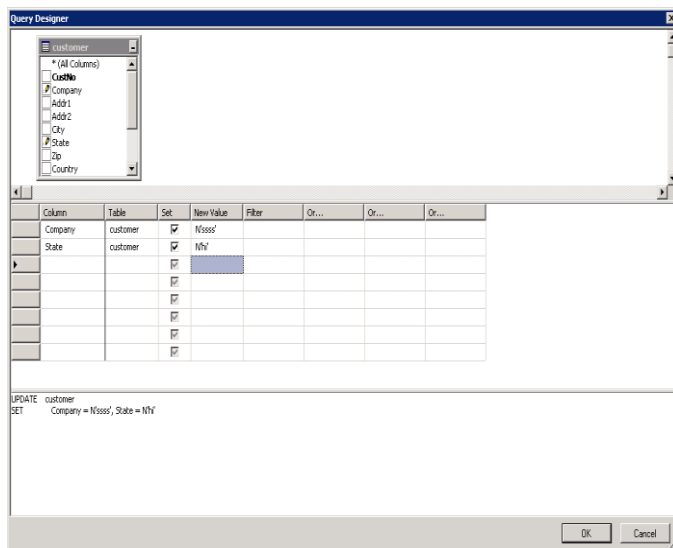 Query Designer
customer
* (All Columns)
CustNo
Company
Addr1
Addr2
City
State
Zip
Country
Column Table Set New Value Filter Or... Or... Or...
Company customer N'ssss'
State customer N'hi'
UPDATE customer
SET Company = N'ssss', State = N'hi'
OK Cancel